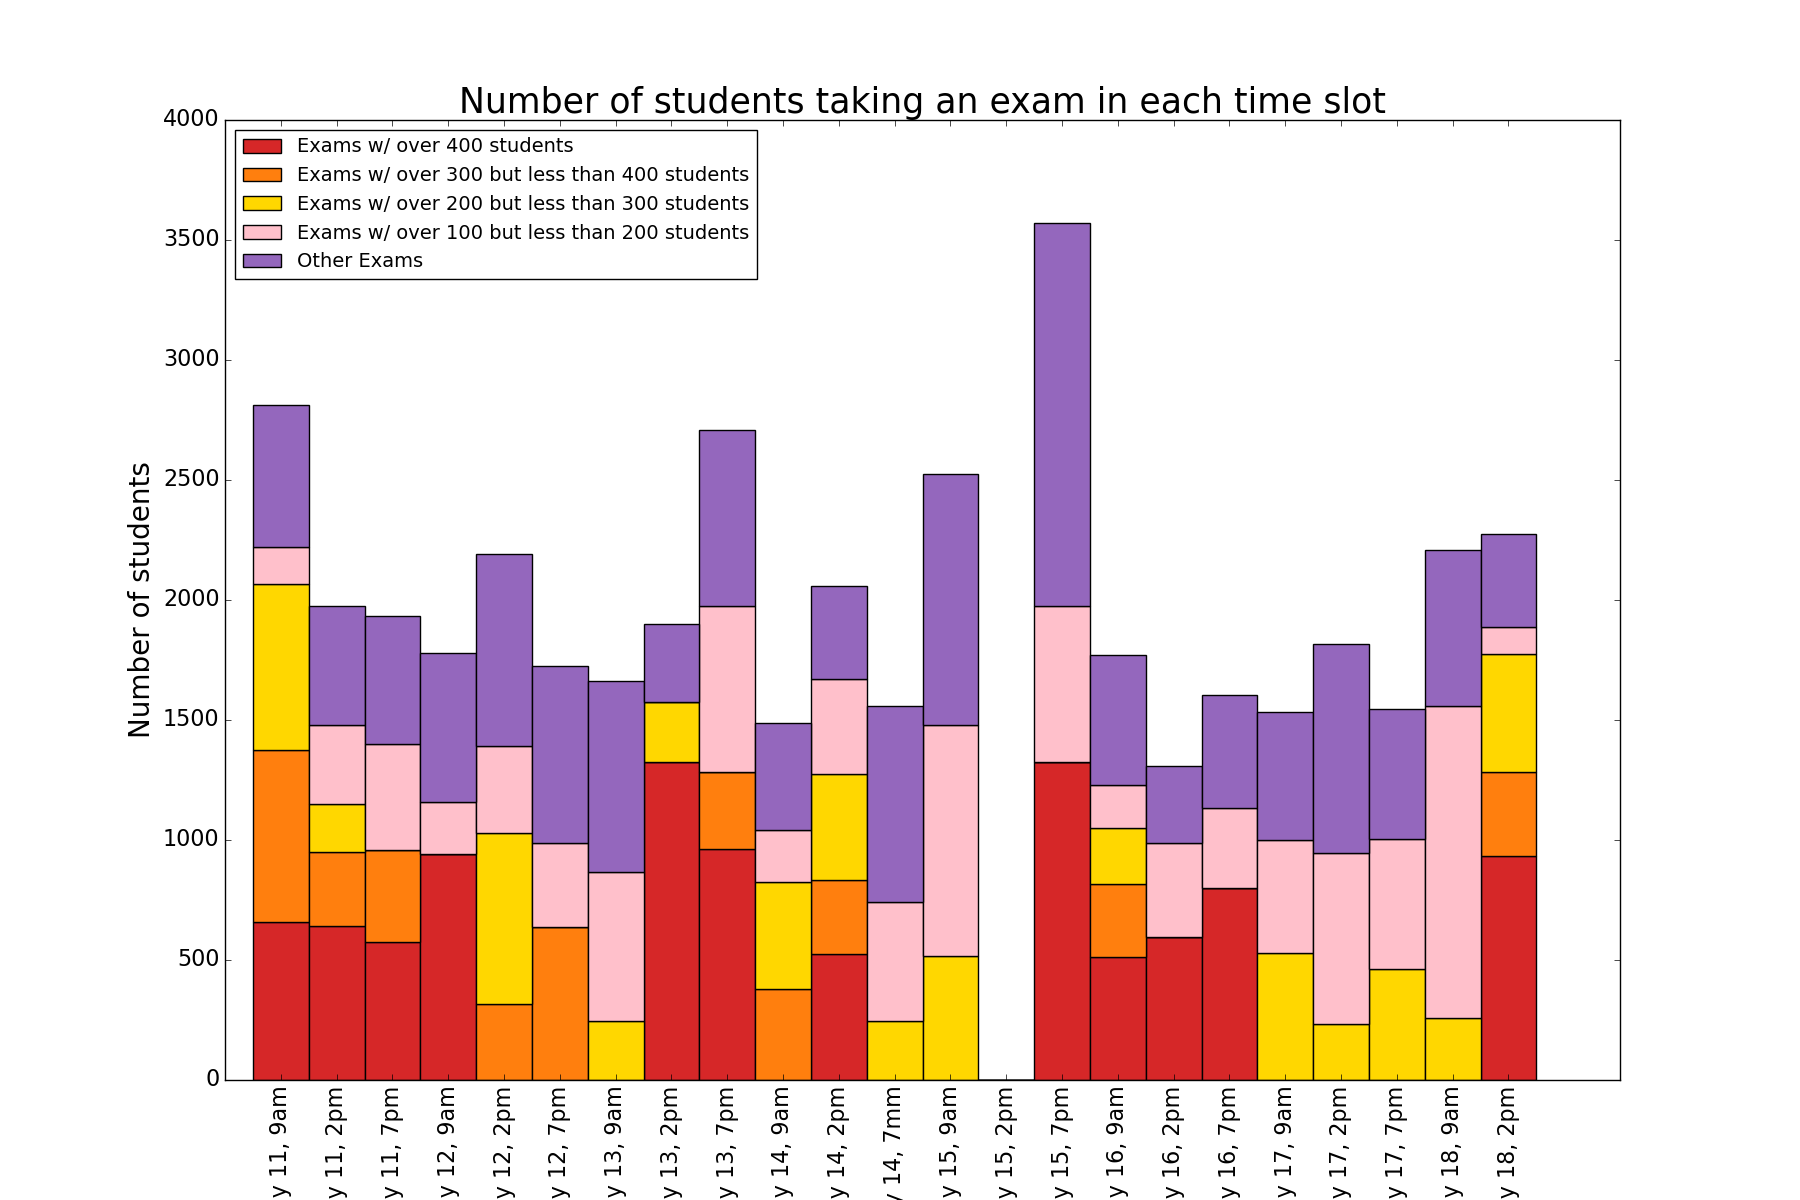 Number of students taking an exam in each time slot
4000
3500
3000
2500
2000
1500
1000
500
0
Number of students
Exams w/ over 400 students
Exams w/ over 300 but less than 400 students
Exams w/ over 200 but less than 300 students
Exams w/ over 100 but less than 200 students
Other Exams
y 11, 9am
y 11, 2pm
y 11, 7pm
y 12, 9am
y 12, 2pm
y 12, 7pm
y 13, 9am
y 13, 2pm
y 13, 7pm
y 14, 9am
y 14, 2pm
y 14, 7mm
y 15, 9am
y 15, 2pm
y 15, 7pm
y 16, 9am
y 16, 2pm
y 16, 7pm
y 17, 9am
y 17, 2pm
y 17, 7pm
y 18, 9am
y 18, 2pm